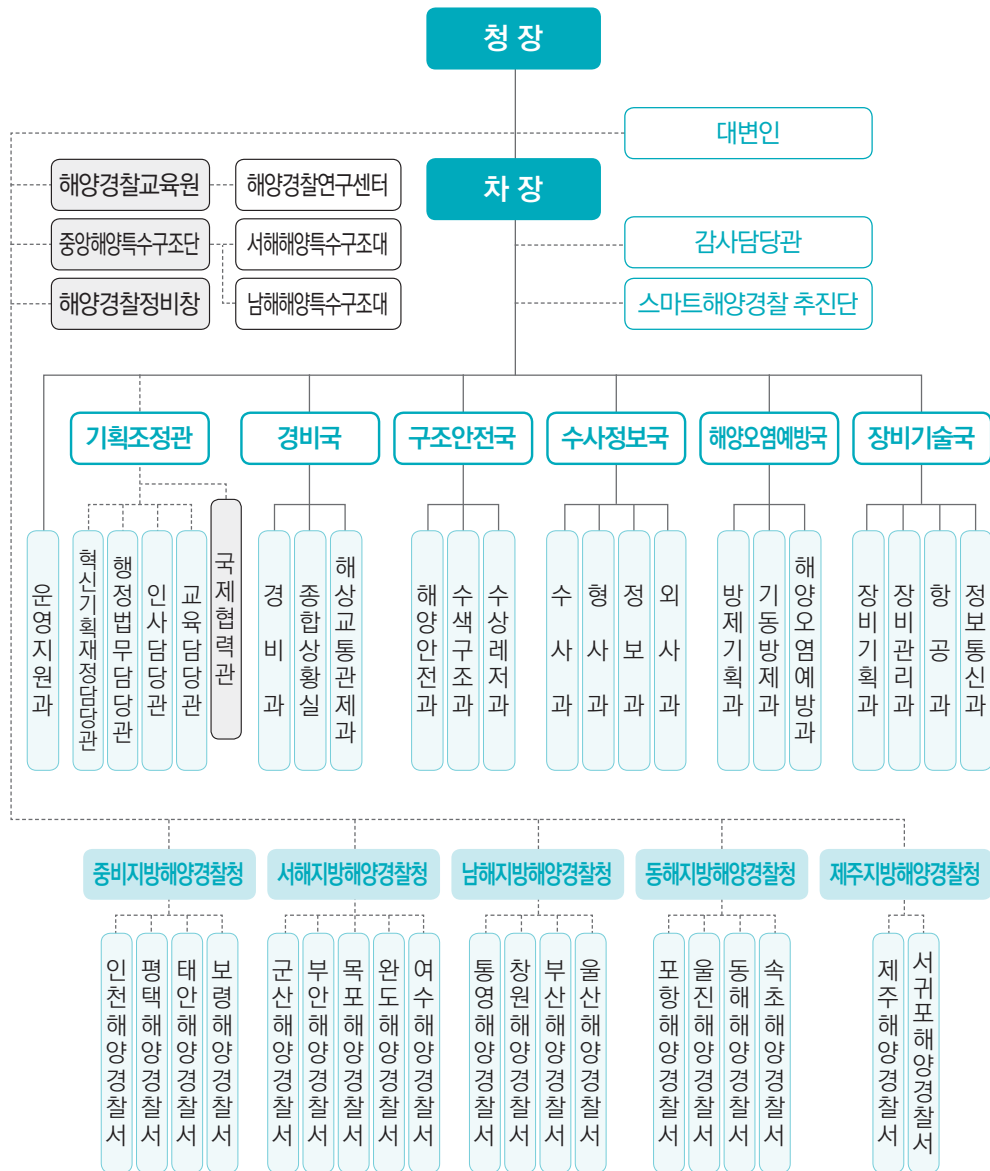 청 장
대변인
차 장
해양경찰교육원
해양경찰연구센터
중앙해양특수구조단
서해해양특수구조대
해양경찰정비창
남해해양특수구조대
감사담당관
스마트해양경찰 추진단
기획조정관
경비국
구조안전국
수사정보국
해양오염예방국
장비기술국
운영지원과
혁신기획재정담당관
행정법무담당관
인사담당관
교육담당관
국제협력관
경비과
종합상황실
해상교통관제과
해양안전과
수색구조과
수상레저과
수사과
형사과
정보과
외사과
방제기획과
기동방제과
해양오염예방과
장비기획과
장비관리과
항공과
정보통신과
중비지방해양경찰청
서해지방해양경찰청
남해지방해양경찰청
동해지방해양경찰청
제주지방해양경찰청
인천해양경찰서
평택해양경찰서
태안해양경찰서
보령해양경찰서
군산해양경찰서
부안해양경찰서
목포해양경찰서
완도해양경찰서
여수해양경찰서
통영해양경찰서
창원해양경찰서
부산해양경찰서
울산해양경찰서
포항해양경찰서
울진해양경찰서
동해해양경찰서
속초해양경찰서
제주해양경찰서
서귀포해양경찰서